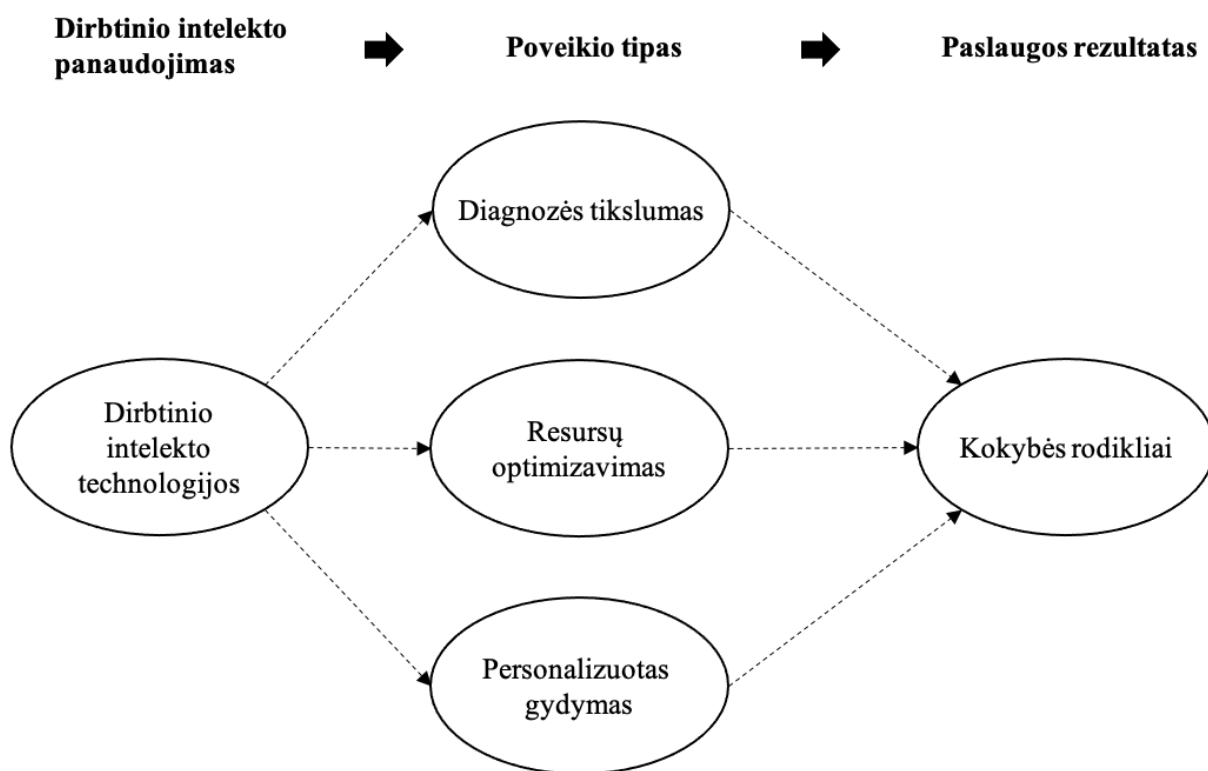 Dirbtinio intelekto
panaudojimas
Poveikio tipas
Paslaugos rezultatas
Diagnozės tikslumas
Dirbtinio
intelekto
technologijos
Resursų
optimizavimas
Kokybės rodikliai
Personalizuotas
gydymas